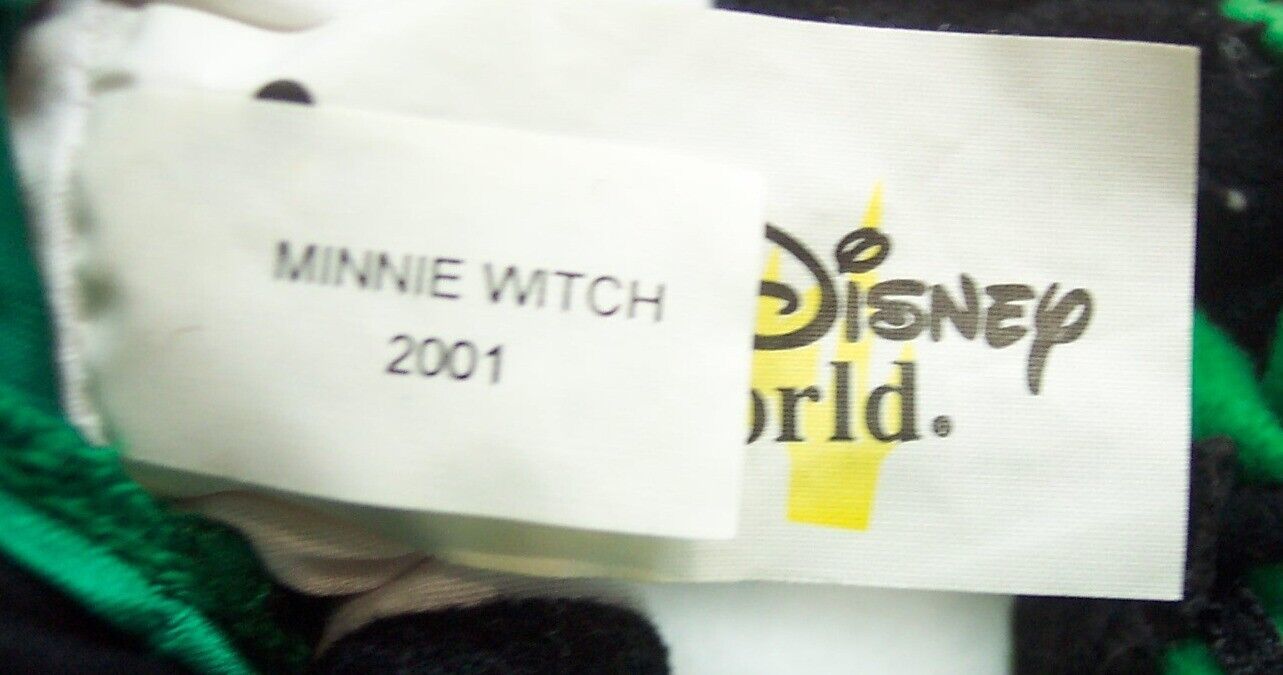 MINNIE WITCH
2001
Disney
orld.®